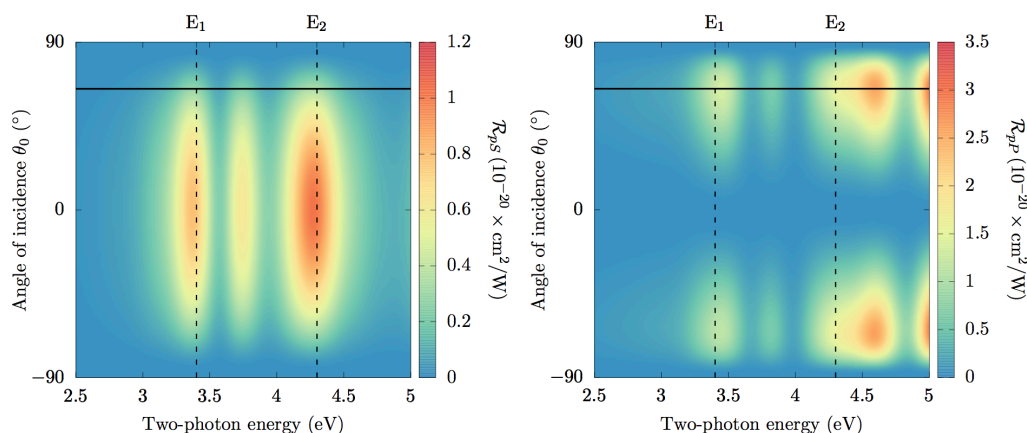 E1 E2
90
0
−90
Angle of incidence θ0 (°)
2.5 3 3.5 4 4.5 5
Two-photon energy (eV)
1.2
1
0.8
0.6
0.4
0.2
0
RpS (10−20 × cm2/W)
E1 E2
90
0
−90
Angle of incidence θ0 (°)
2.5 3 3.5 4 4.5 5
Two-photon energy (eV)
3.5
3
2.5
2
1.5
1
0.5
0
RpP (10−20 × cm2/W)